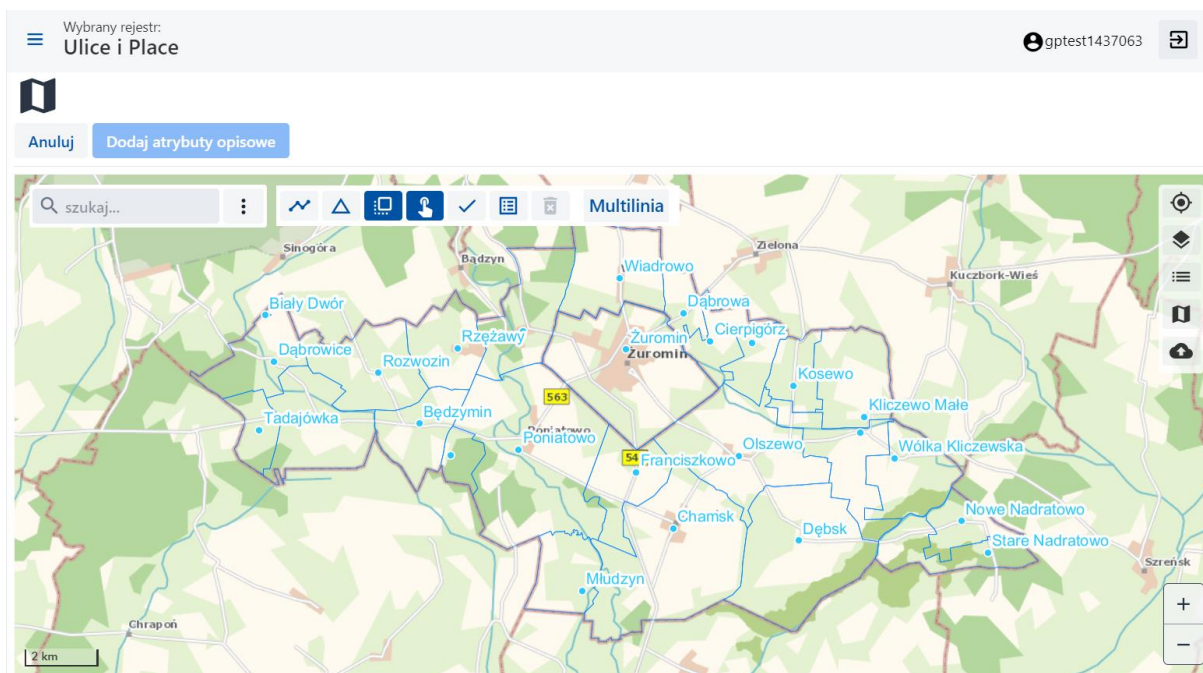 Wybrany rejestr:
Ulice i Place
gptest1437063
Anuluj
Dodaj atrybuty opisowe
szukaj...
Multilinia
Sinogóra
Bądzyn
Zielona
Wiadrowo
Kuczbork-Wieś
Biały Dwór
Dąbrowa
Rzężawy
Żuromin
Cierpigórz
Dąbrowice
Rozwozin
Żuromin
Kosewo
563
Kliczewo Małe
Tadajówka
Będzymin
Poniatowo
Poniatowo
Olszewo
Wólka Kliczewska
54
Franciszkowo
Chamsk
Nowe Nadratowo
Dębsk
Stare Nadratowo
Szreńsk
Młudzyn
Chrapoń
+
2 km
−